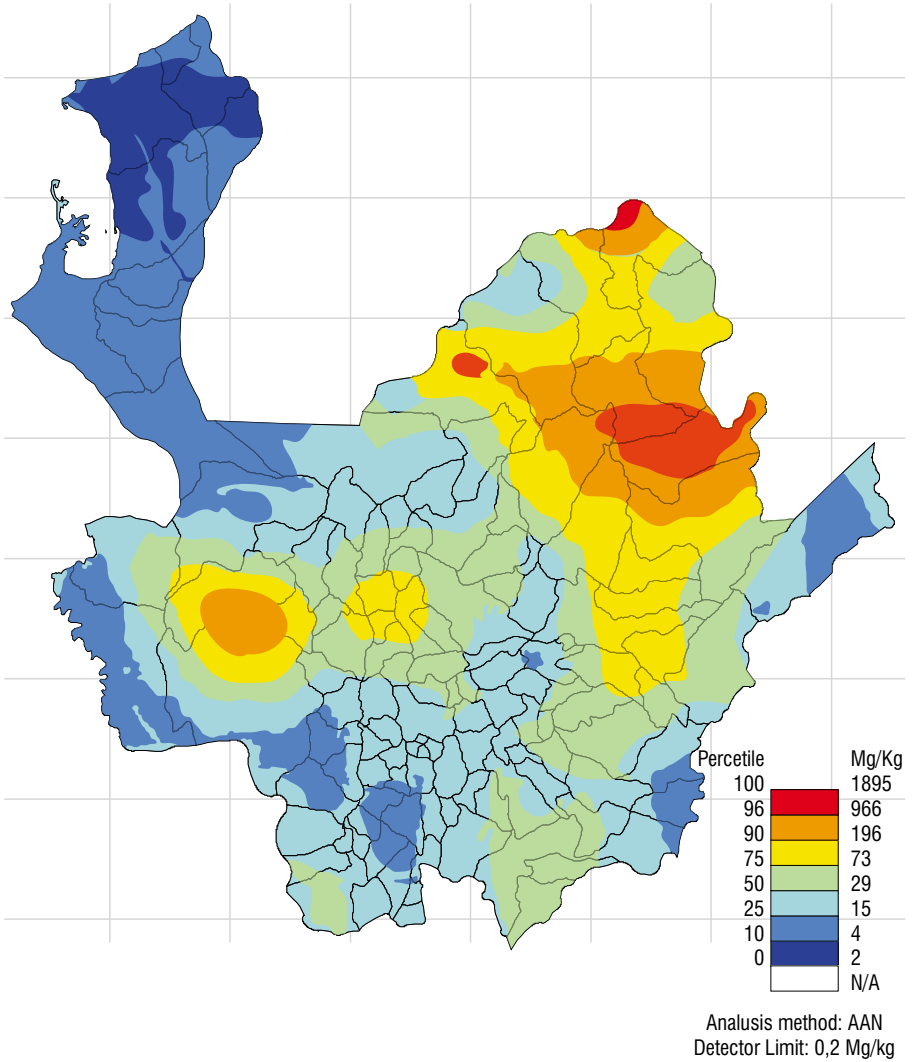 Percetile Mg/Kg
100 1895
96 966
90 196
75 73
50 29
25 15
10 4
0 2
N/A
Analusis method: AAN
Detector Limit: 0,2 Mg/kg